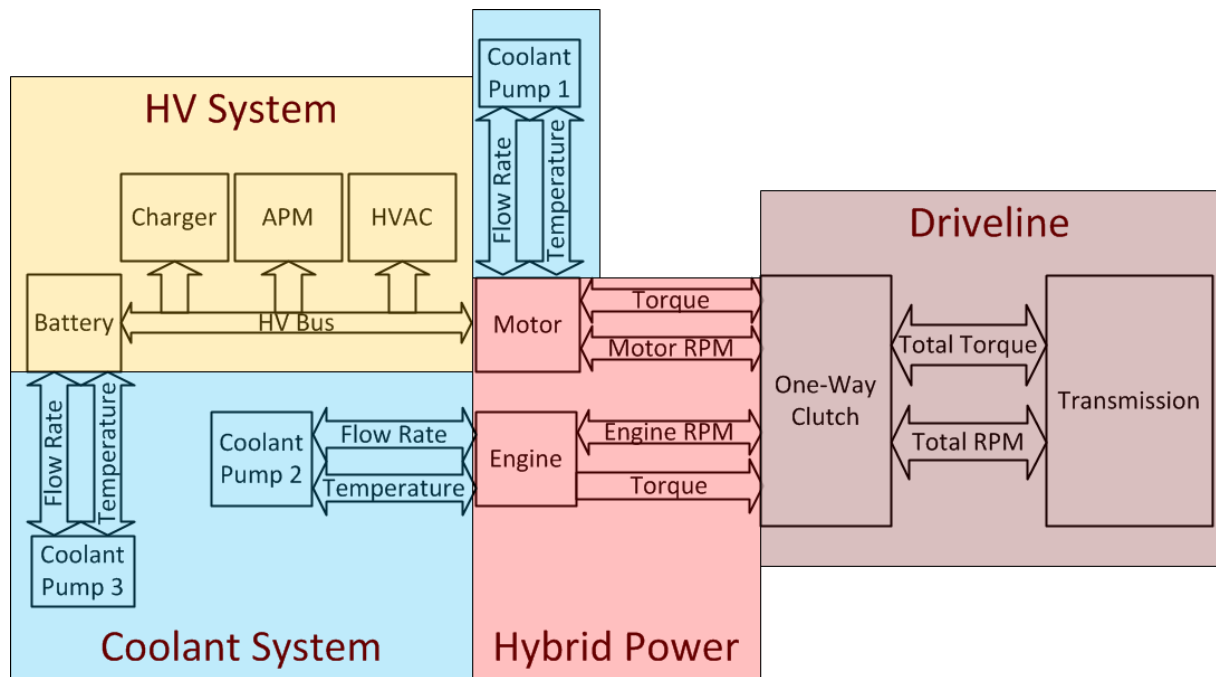 Coolant
Pump 1
HV System
Flow Rate
Temperature
Charger
APM
HVAC
Driveline
Battery
HV Bus
Motor
Torque
Motor RPM
Total Torque
One-Way
Clutch
Transmission
Flow Rate
Temperature
Coolant
Pump 2
Flow Rate
Temperature
Engine
Engine RPM
Torque
Total RPM
Coolant
Pump 3
Coolant System
Hybrid Power